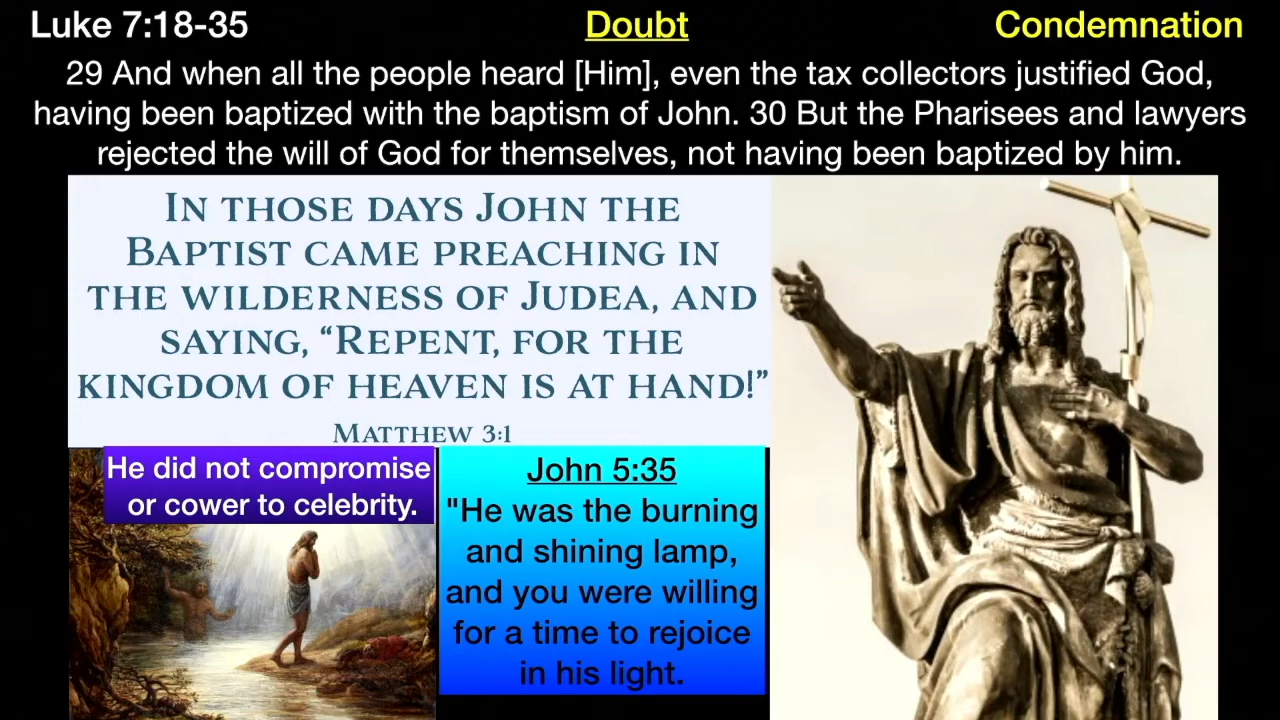 Luke 7:18-35
Doubt
Condemnation
29 And when all the people heard [Him], even the tax collectors justified God,
having been baptized with the baptism of John. 30 But the Pharisees and lawyers
rejected the will of God for themselves, not having been baptized by him.
In those days John the
Baptist came preaching in
the wilderness of Judea, and
saying, “Repent, for the
kingdom of heaven is at hand!”
Matthew 3:1
He did not compromise
or cower to celebrity.
John 5:35
"He was the burning
and shining lamp,
and you were willing
for a time to rejoice
in his light.